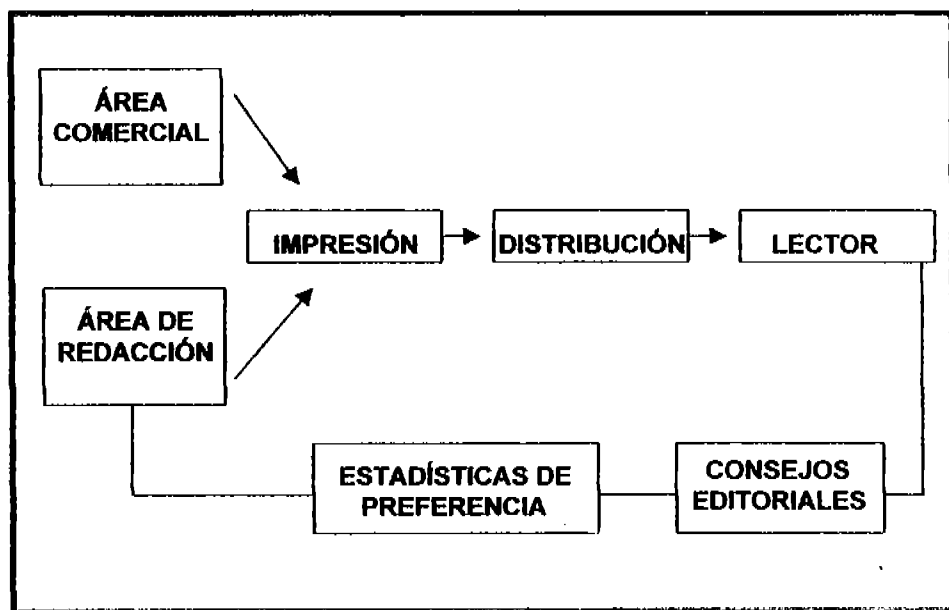 ÁREA
COMERCIAL
IMPRESIÓN
DISTRIBUCIÓN
LECTOR
ÁREA DE
REDACCIÓN
ESTADÍSTICAS DE
PREFERENCIA
CONSEJOS
EDITORIALES